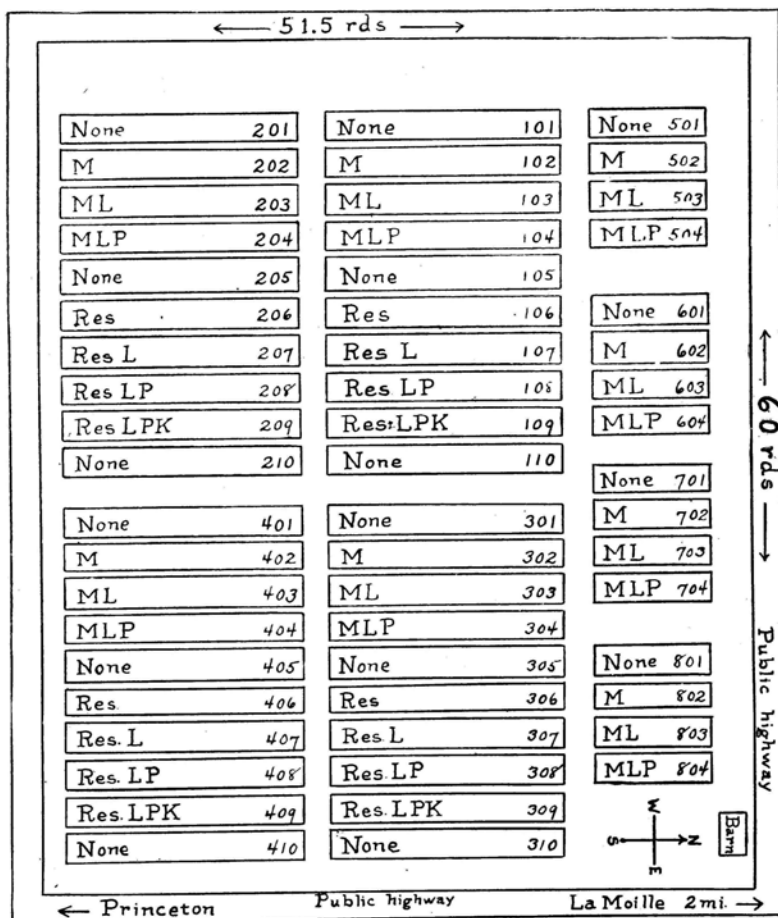 51.5 rds
None 201
M 202
ML 203
MLP 204
None 205
Res 206
Res L 207
Res LP 208
Res LPK 209
None 210
None 101
M 102
ML 103
MLP 104
None 105
Res 106
Res L 107
Res LP 108
Res: LPK 109
None 110
None 501
M 502
ML 503
MLP 504
None 601
M 602
ML 603
MLP 604
None 701
M 702
ML 703
MLP 704
None 801
M 802
ML 803
MLP 804
None 401
M 402
ML 403
MLP 404
None 405
Res. 406
Res. L 407
Res. LP 408
Res. LPK 409
None 410
None 301
M 302
ML 303
MLP 304
None 305
Res 306
Res. L 307
Res. LP 308
Res. LPK 309
None 310
60 rds
Public highway
W
S N
E
Barn
Princeton Public highway La Moille 2 mi.